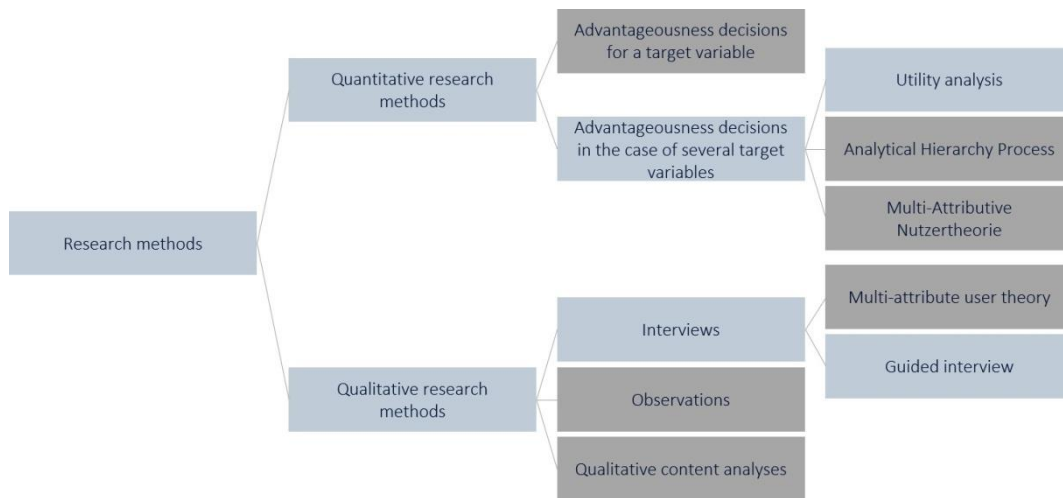 Research methods
Quantitative research
methods
Advantageousness decisions
for a target variable
Advantageousness decisions
in the case of several target
variables
Utility analysis
Analytical Hierarchy Process
Multi-Attributive
Nutzertheorie
Qualitative research
methods
Interviews
Multi-attribute user theory
Guided interview
Observations
Qualitative content analyses